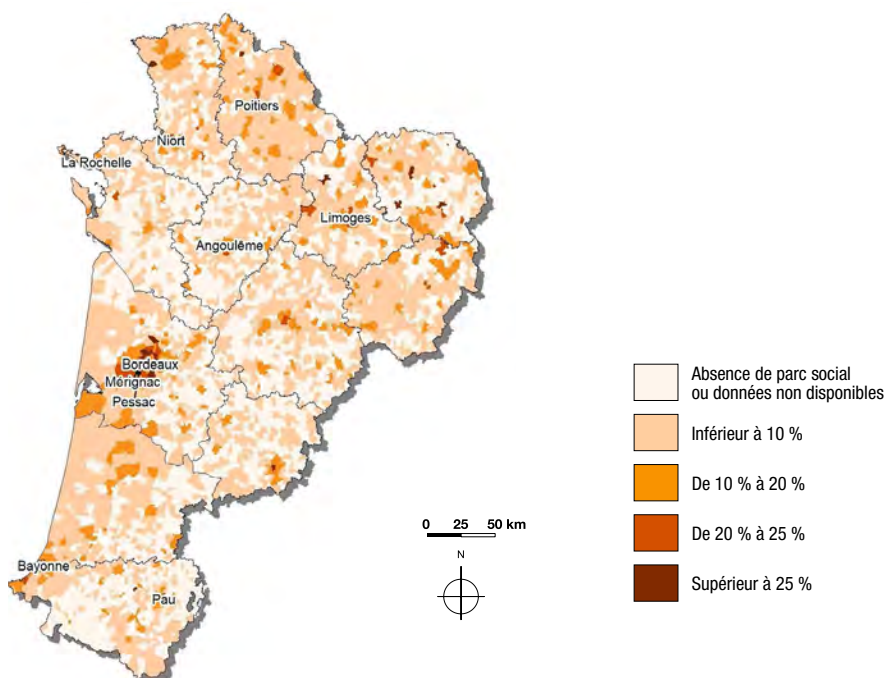 Poitiers
Niort
La Rochelle
Limoges
Angoulême
Bordeaux
Mérignac
Pessac
Bayonne
Pau
0 25 50 km
N
Absence de parc social
ou données non disponibles
Inférieur à 10 %
De 10 % à 20 %
De 20 % à 25 %
Supérieur à 25 %